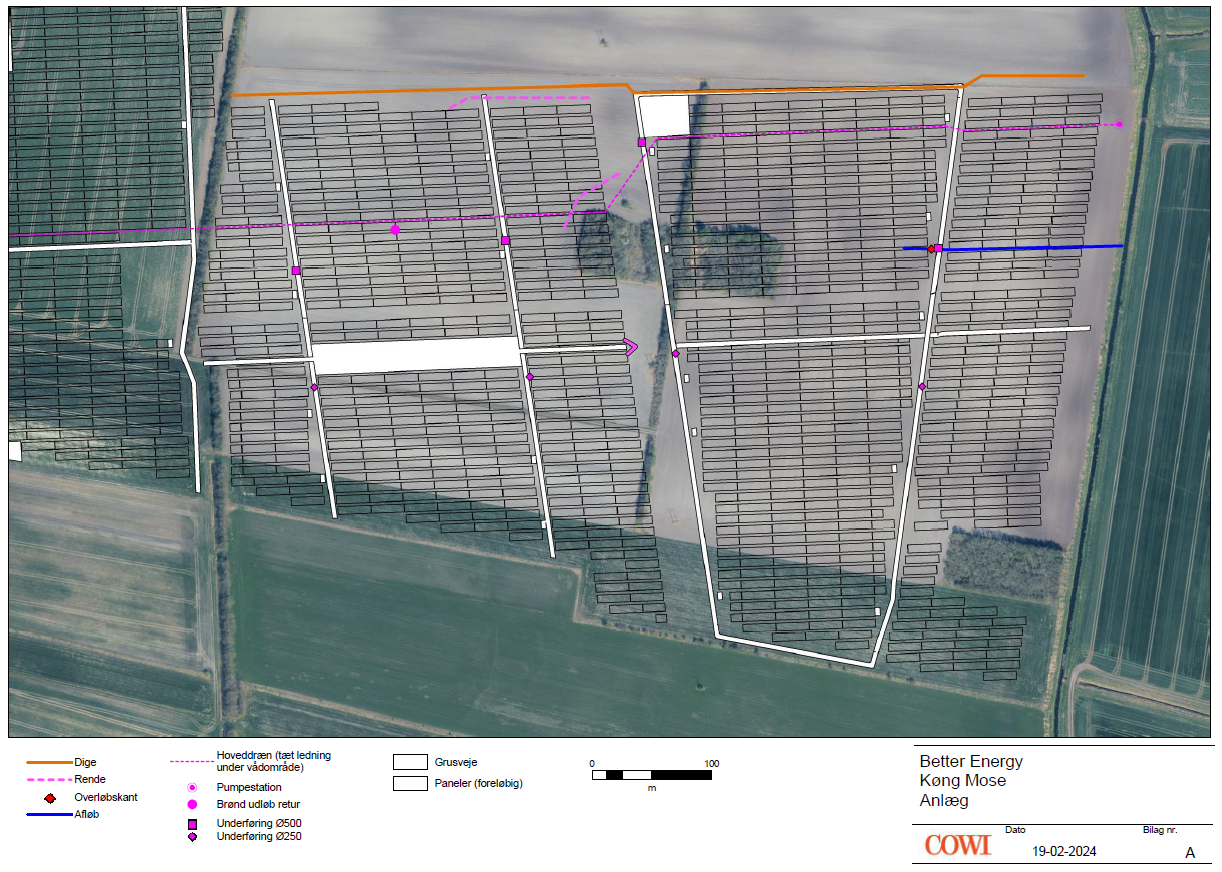 Dige
Rende
Overløbskant
Afløb
Hoveddræn (tæt ledning
under vådområde)
Pumpestation
Brønd udløb retur
Underføring Ø500
Underføring Ø250
Grusveje
Paneler (foreløbig)
0 100
m
Better Energy
Køng Mose
Anlæg
COWI
Dato
19-02-2024
Bilag nr.
A